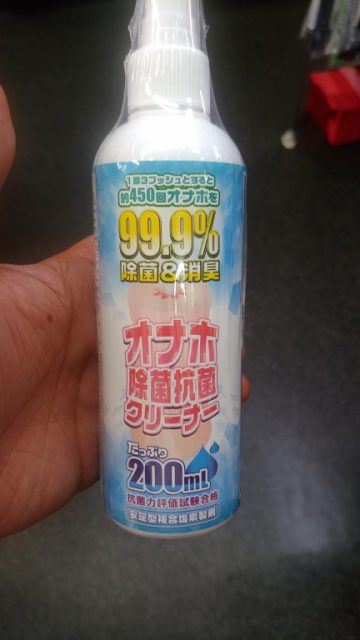 1回3プッシュとすると
約450回オナホを
99.9%
除菌&消臭
オナホ
除菌抗菌
クリーナー
たっぷり
200mL
抗菌力評価試験合格
安定型複合塩素製剤